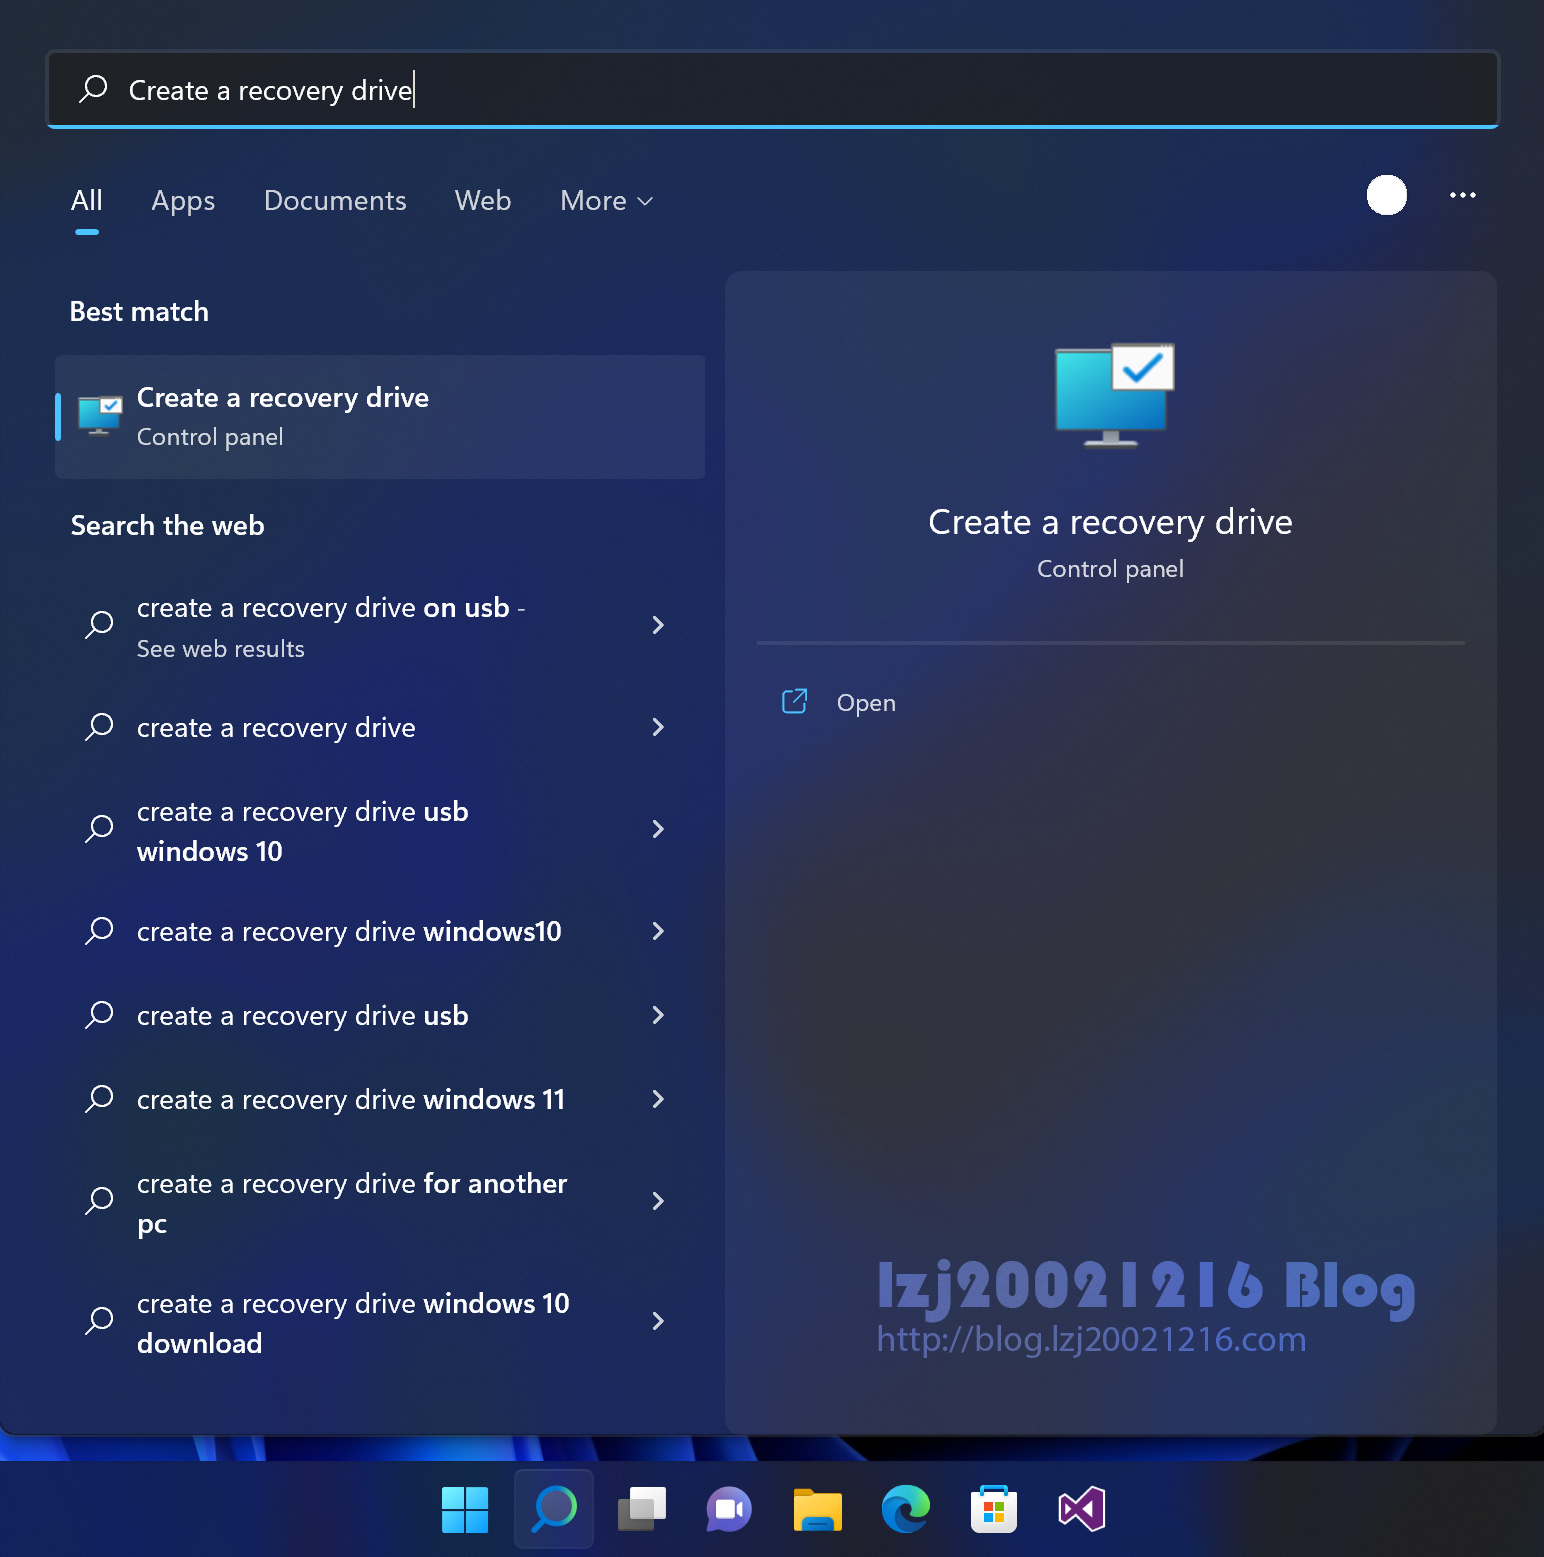 Create a recovery drive
All Apps Documents Web More
Best match
Create a recovery drive
Control panel
Search the web
create a recovery drive on usb -
See web results
create a recovery drive
create a recovery drive usb
windows 10
create a recovery drive windows10
create a recovery drive usb
create a recovery drive windows 11
create a recovery drive for another
pc
create a recovery drive windows 10
download
Create a recovery drive
Control panel
Open
lzj20021216 Blog
http://blog.lzj20021216.com